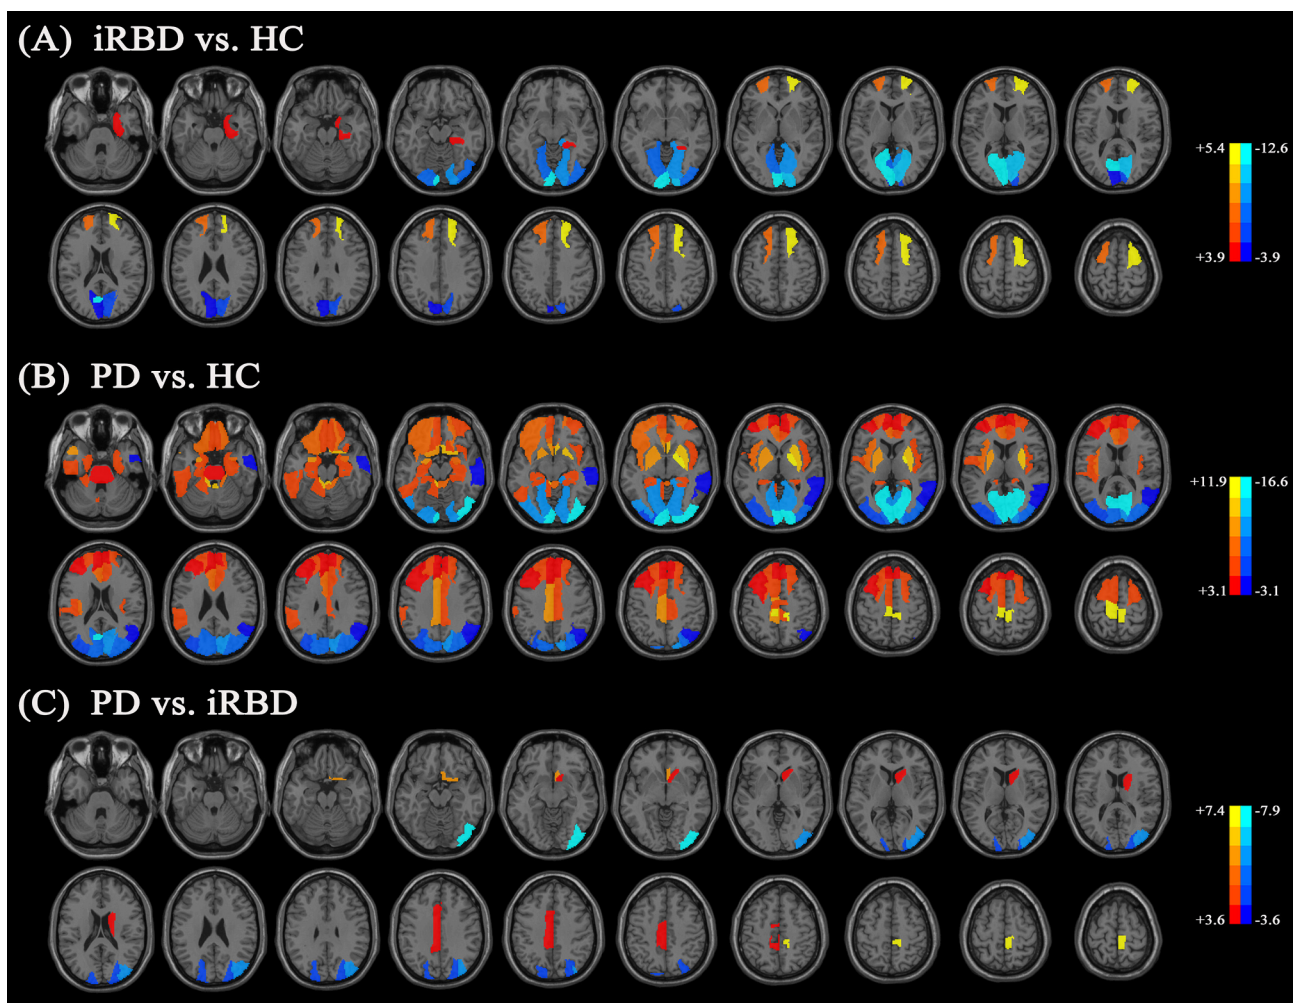 (A) iRBD vs. HC
+5.4 -12.6
+3.9 -3.9
(B) PD vs. HC
+11.9 -16.6
+3.1 -3.1
(C) PD vs. iRBD
+7.4 -7.9
+3.6 -3.6